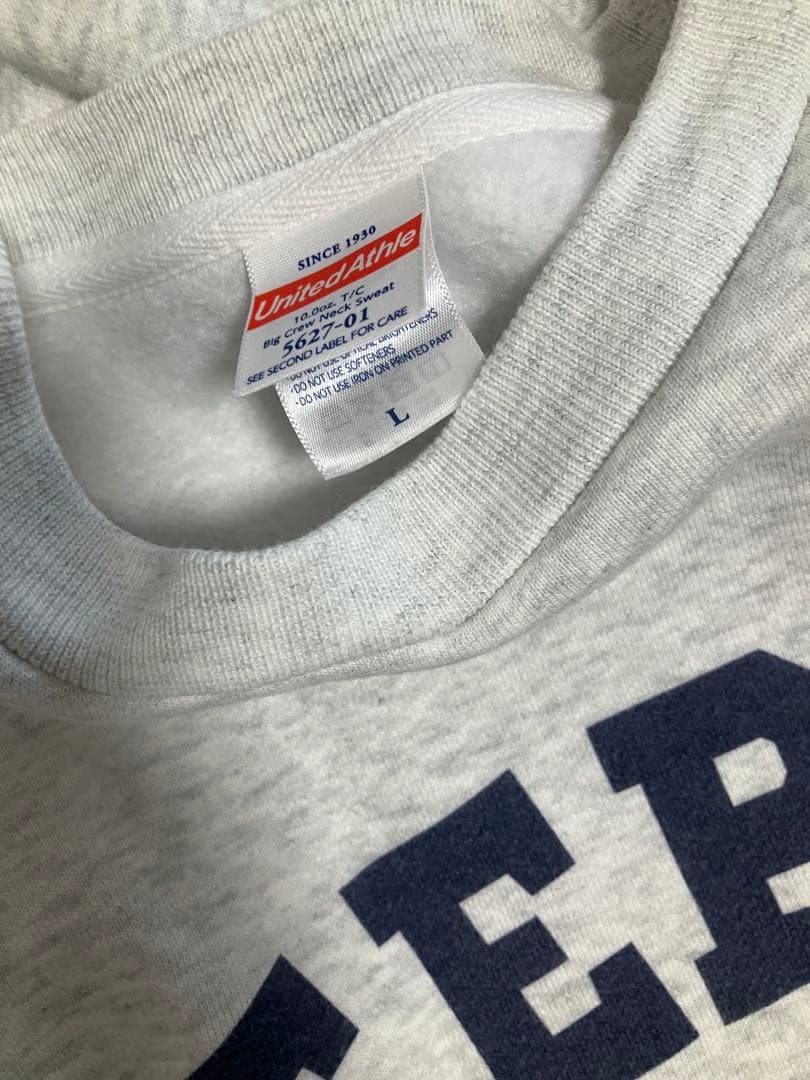 SINCE 1930
UnitedAthle
10.0oz. T/C
Big Crew Neck Sweat
5627-01
SEE SECOND LABEL FOR CARE
-DO NOT USE SOFTENERS
-DO NOT USE IRON ON PRINTED PART
L
E